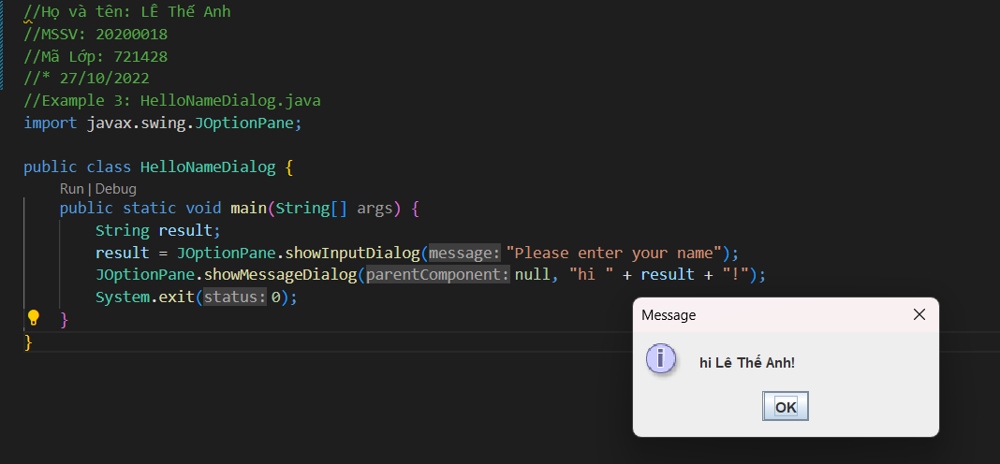 //Họ và tên: LÊ Thế Anh
//MSSV: 20200018
//Mã Lớp: 721428
//* 27/10/2022
//Example 3: HelloNameDialog.java
import javax.swing.JOptionPane;
public class HelloNameDialog {
Run | Debug
public static void main(String[] args) {
String result;
result = JOptionPane.showInputDialog(message: "Please enter your name");
JOptionPane.showMessageDialog(parentComponent: null, "hi " + result + "!");
System.exit(status: 0);
}
}
Message
i
hi Lê Thế Anh!
OK